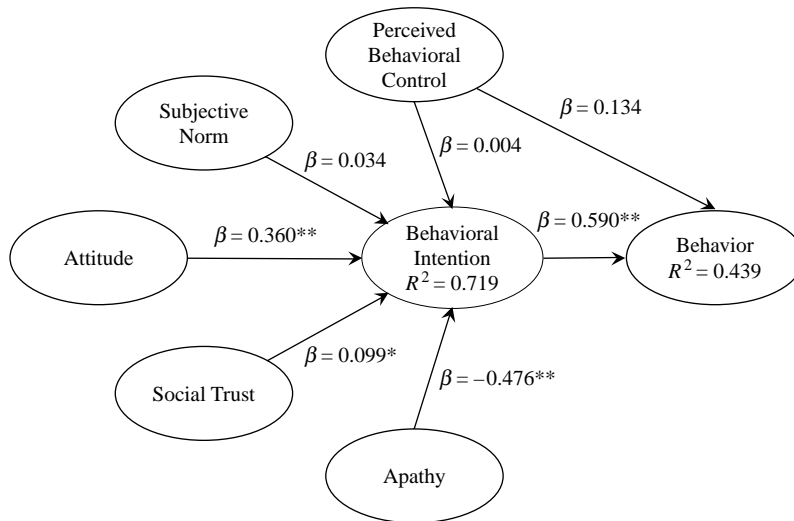 Perceived
Behavioral
Control
Subjective
Norm
β = 0.134
β = 0.004
β = 0.034
Attitude
β = 0.360**
Behavioral
Intention
R² = 0.719
β = 0.590**
Behavior
R² = 0.439
Social Trust
β = 0.099*
β = –0.476**
Apathy